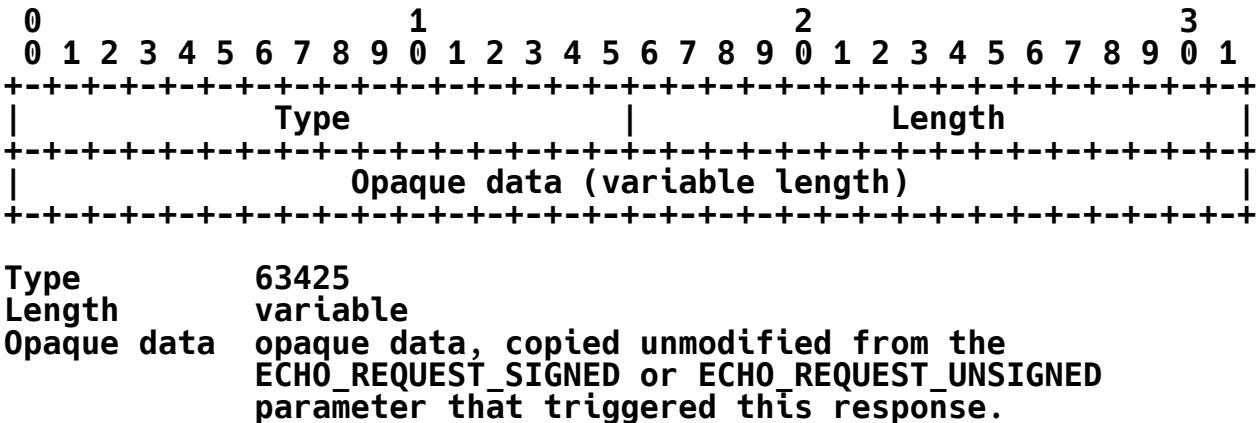 0                   1                   2                   3
 0 1 2 3 4 5 6 7 8 9 0 1 2 3 4 5 6 7 8 9 0 1 2 3 4 5 6 7 8 9 0 1
+-+-+-+-+-+-+-+-+-+-+-+-+-+-+-+-+-+-+-+-+-+-+-+-+-+-+-+-+-+-+-+-+
|             Type              |             Length            |
+-+-+-+-+-+-+-+-+-+-+-+-+-+-+-+-+-+-+-+-+-+-+-+-+-+-+-+-+-+-+-+-+
|                 Opaque data (variable length)                 |
+-+-+-+-+-+-+-+-+-+-+-+-+-+-+-+-+-+-+-+-+-+-+-+-+-+-+-+-+-+-+-+-+

Type         63425
Length       variable
Opaque data  opaque data, copied unmodified from the
             ECHO_REQUEST_SIGNED or ECHO_REQUEST_UNSIGNED
             parameter that triggered this response.